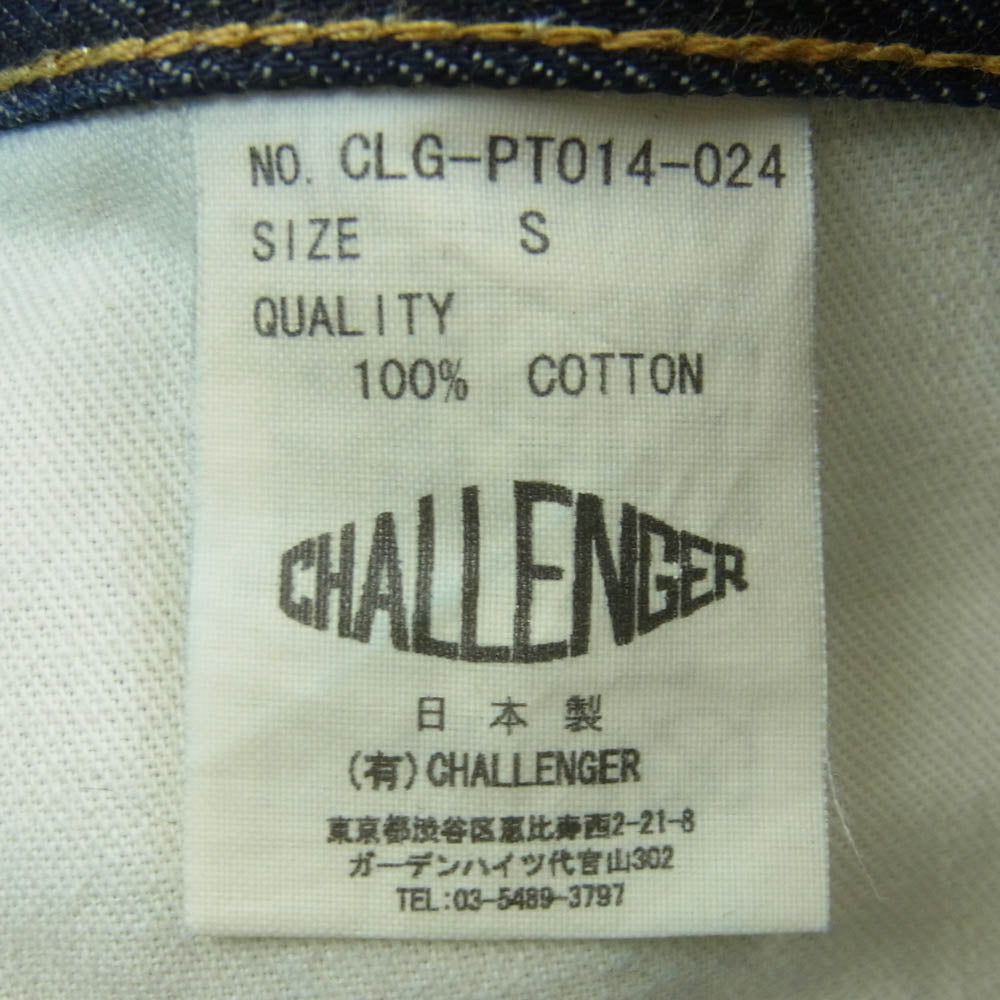 NO. CLG-PT014-024
SIZE S
QUALITY
100% COTTON
CHALLENGER
日本製
(有)CHALLENGER
東京都渋谷区恵比寿西2-21-8
ガーデンハイツ代官山302
TEL:03-5489-3797